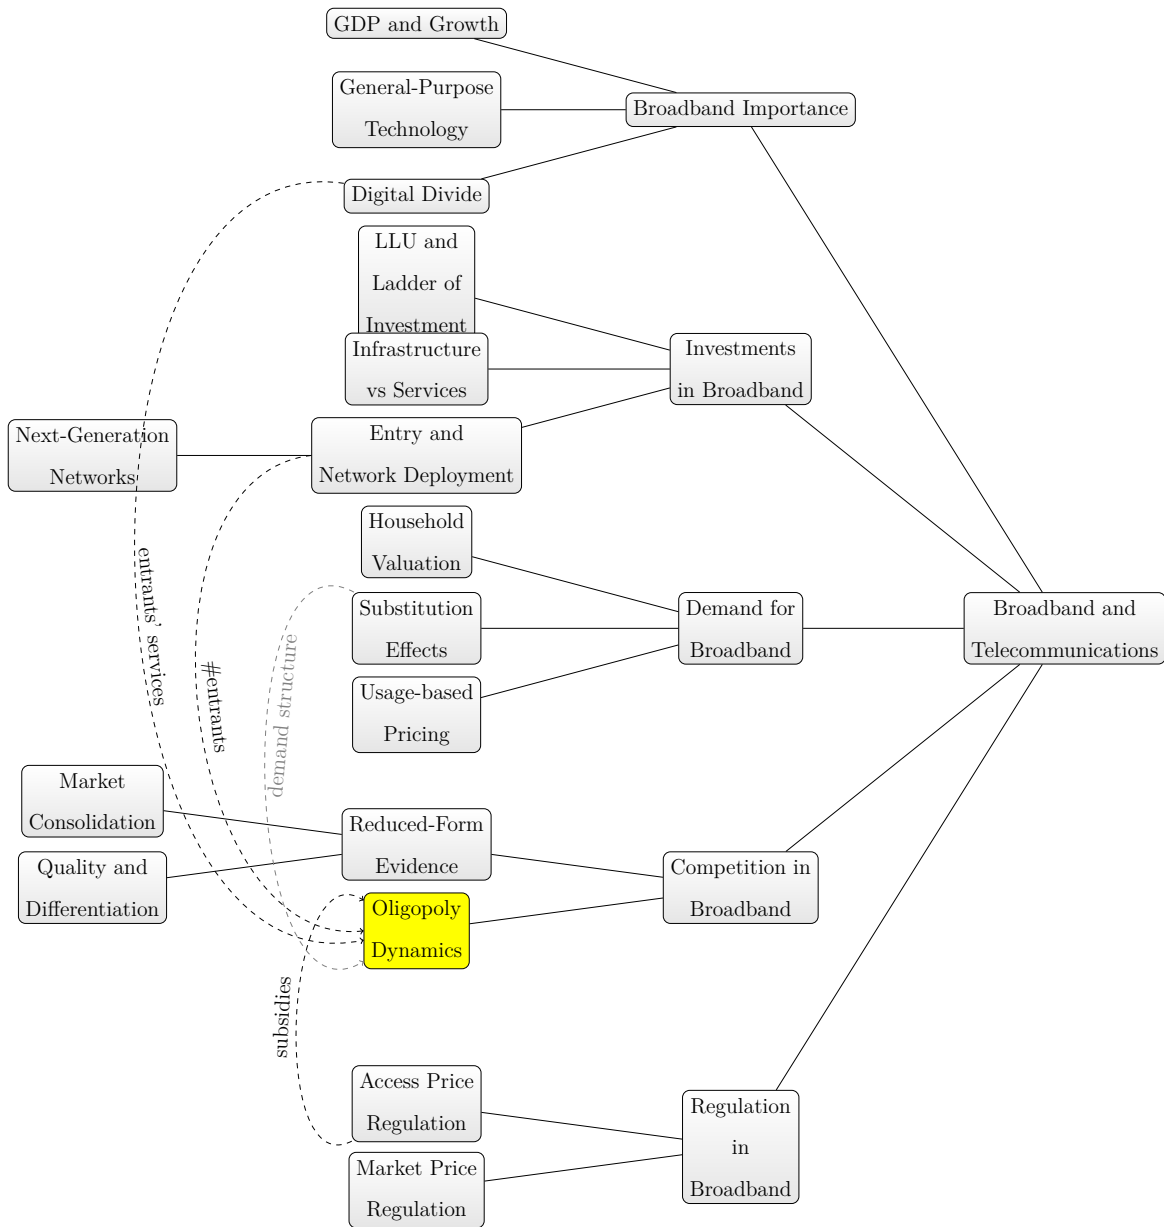 GDP and Growth
General-Purpose
Technology
Broadband Importance
Digital Divide
LLU and
Ladder of
Investment
Infrastructure
vs Services
Investments
in Broadband
Next-Generation
Networks
Entry and
Network Deployment
Household
Valuation
Substitution
Effects
Demand for
Broadband
Broadband and
Telecommunications
Usage-based
Pricing
entrants' services
#entrants
demand structure
Market
Consolidation
Reduced-Form
Evidence
Quality and
Differentiation
Competition in
Broadband
Oligopoly
Dynamics
subsidies
Access Price
Regulation
Regulation
in
Broadband
Market Price
Regulation